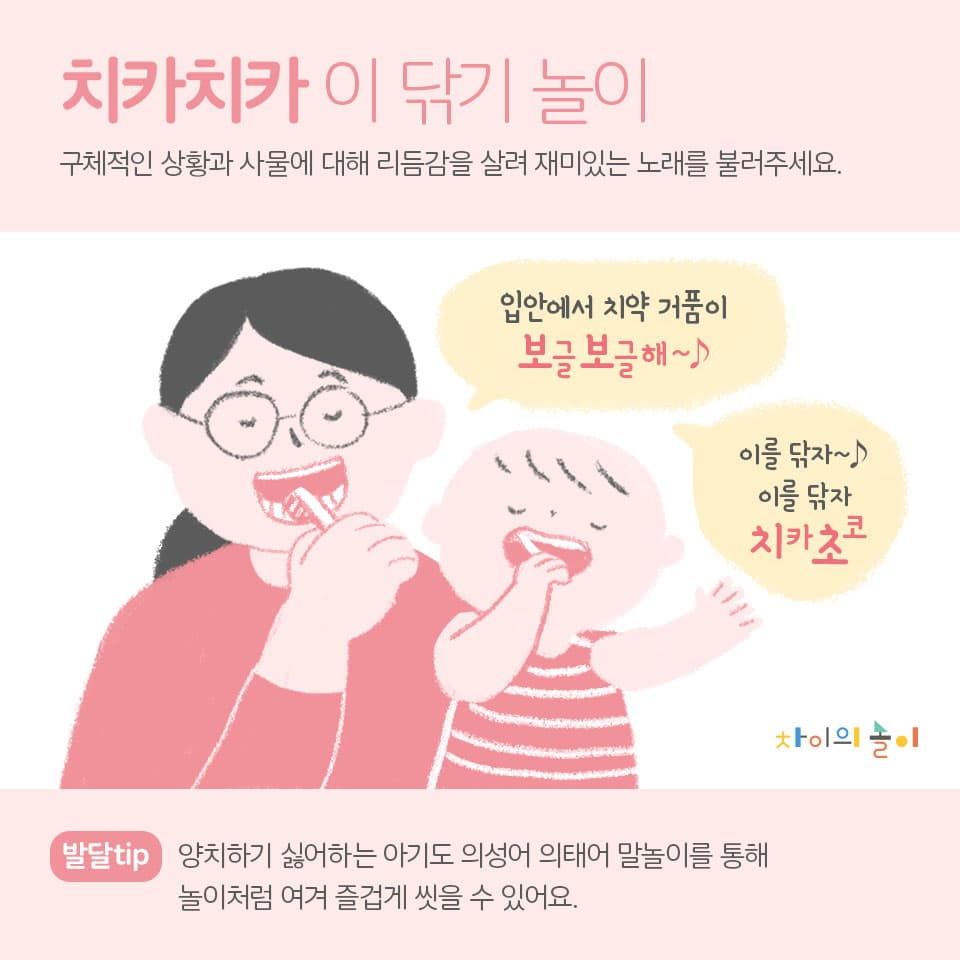 치카치카 이 닦기 놀이
구체적인 상황과 사물에 대해 리듬감을 살려 재미있는 노래를 불러주세요.
입안에서 치약 거품이
보글보글해~♪
이를 닦자~♪
이를 닦자
치카초코
차이의 놀이
발달tip
양치하기 싫어하는 아기도 의성어 의태어 말놀이를 통해
놀이처럼 여겨 즐겁게 씻을 수 있어요.